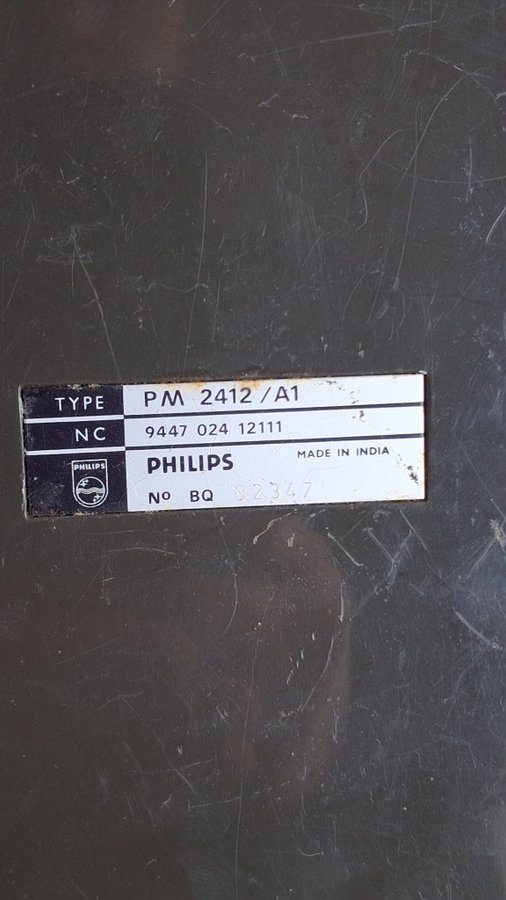 TYPE PM 2412 /A1
NC 9447 024 12111
PHILIPS PHILIPS MADE IN INDIA
No BQ